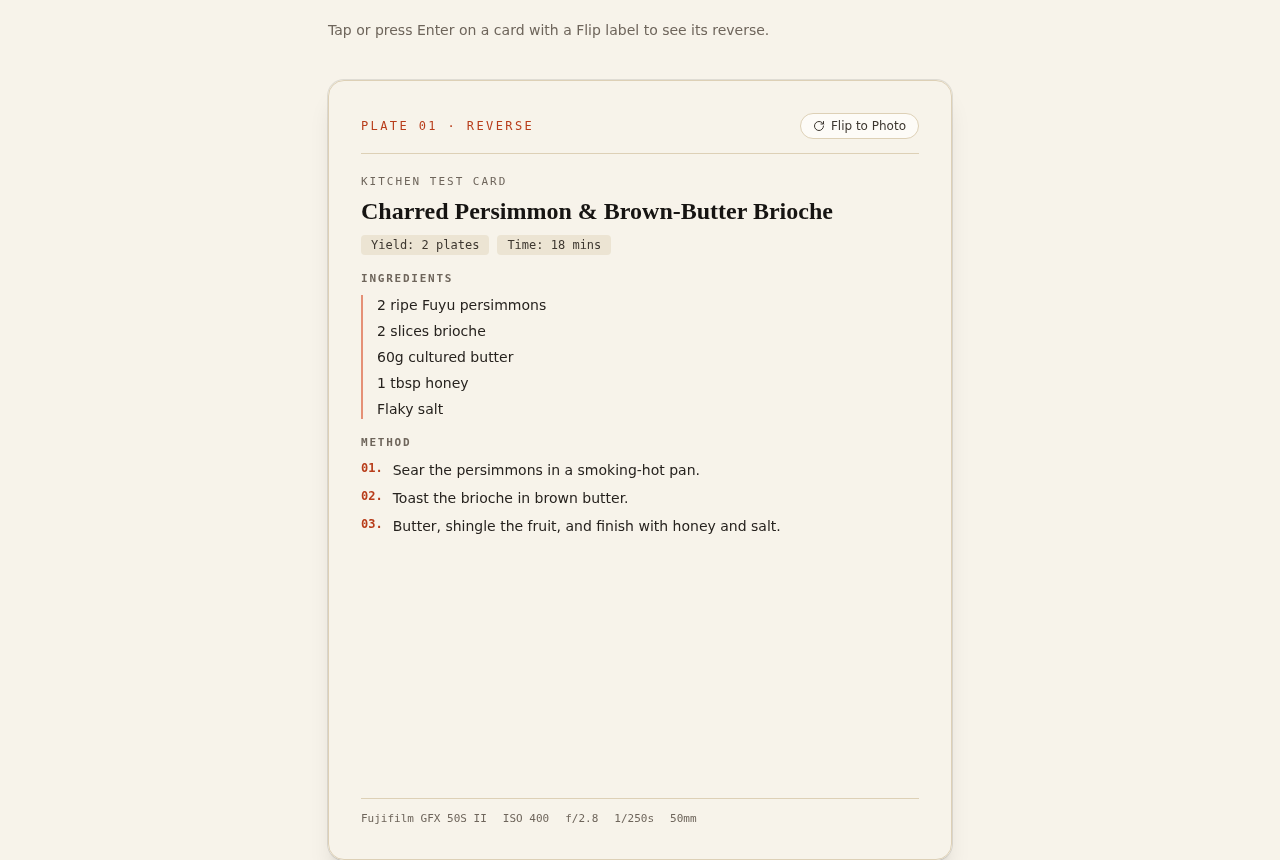 Tap or press Enter on a card with a Flip label to see its reverse.
PLATE 01 · REVERSE
Flip to Photo
KITCHEN TEST CARD
Charred Persimmon & Brown-Butter Brioche
Yield: 2 plates
Time: 18 mins
INGREDIENTS
2 ripe Fuyu persimmons
2 slices brioche
60g cultured butter
1 tbsp honey
Flaky salt
METHOD
01. Sear the persimmons in a smoking-hot pan.
02. Toast the brioche in brown butter.
03. Butter, shingle the fruit, and finish with honey and salt.
Fujifilm GFX 50S II ISO 400 f/2.8 1/250s 50mm